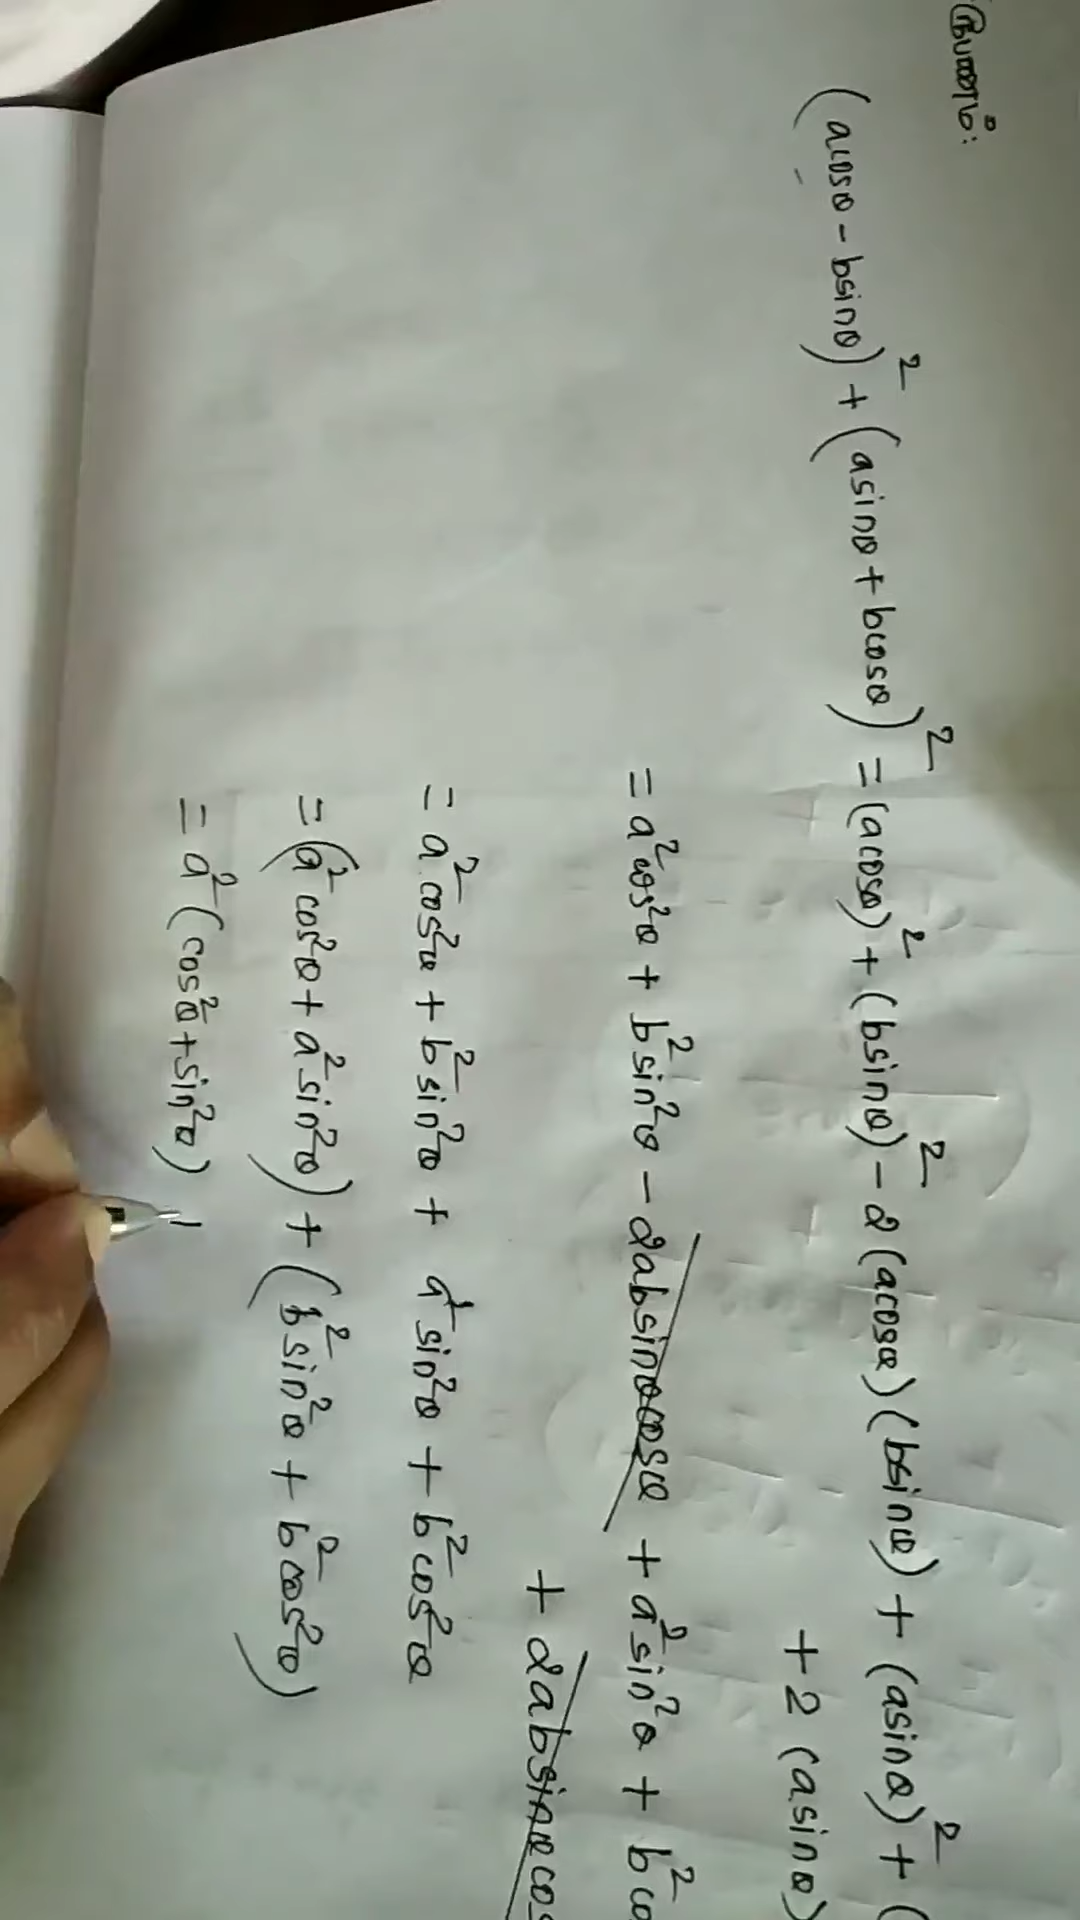 நிரூபணம்:
(acosθ - bsinθ)² + (asinθ + bcosθ)² = (acosθ)² + (bsinθ)² - 2(acosθ)(bsinθ) + (asinθ)² + (
+ 2 (asinθ)
= a²cos²θ + b²sin²θ - 2absinθcosθ + a²sin²θ + b²co
+ 2absinθcos
= a²cos²θ + b²sin²θ + a²sin²θ + b²cos²θ
= (a²cos²θ + a²sin²θ) + (b²sin²θ + b²cos²θ)
= a²(cos²θ + sin²θ)